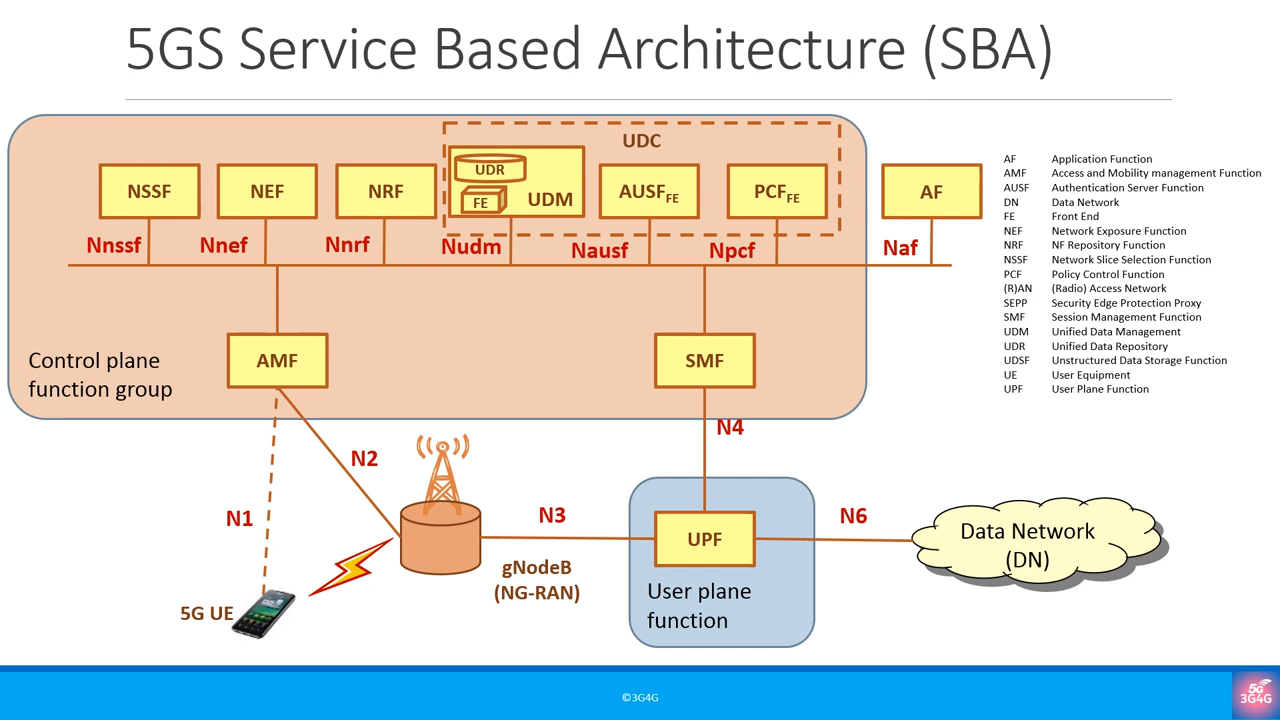 5GS Service Based Architecture (SBA)
UDC
NSSF
NEF
NRF
UDR
FE
UDM
AUSFFE
PCFFE
AF
Nnssf
Nnef
Nnrf
Nudm
Nausf
Npcf
Naf
Control plane
function group
AMF
SMF
N1
N2
N3
N4
N6
5G UE
gNodeB
(NG-RAN)
UPF
User plane
function
Data Network
(DN)
AF Application Function
AMF Access and Mobility management Function
AUSF Authentication Server Function
DN Data Network
FE Front End
NEF Network Exposure Function
NRF NF Repository Function
NSSF Network Slice Selection Function
PCF Policy Control Function
(R)AN (Radio) Access Network
SEPP Security Edge Protection Proxy
SMF Session Management Function
UDM Unified Data Management
UDR Unified Data Repository
UDSF Unstructured Data Storage Function
UE User Equipment
UPF User Plane Function
©3G4G
5G
3G4G